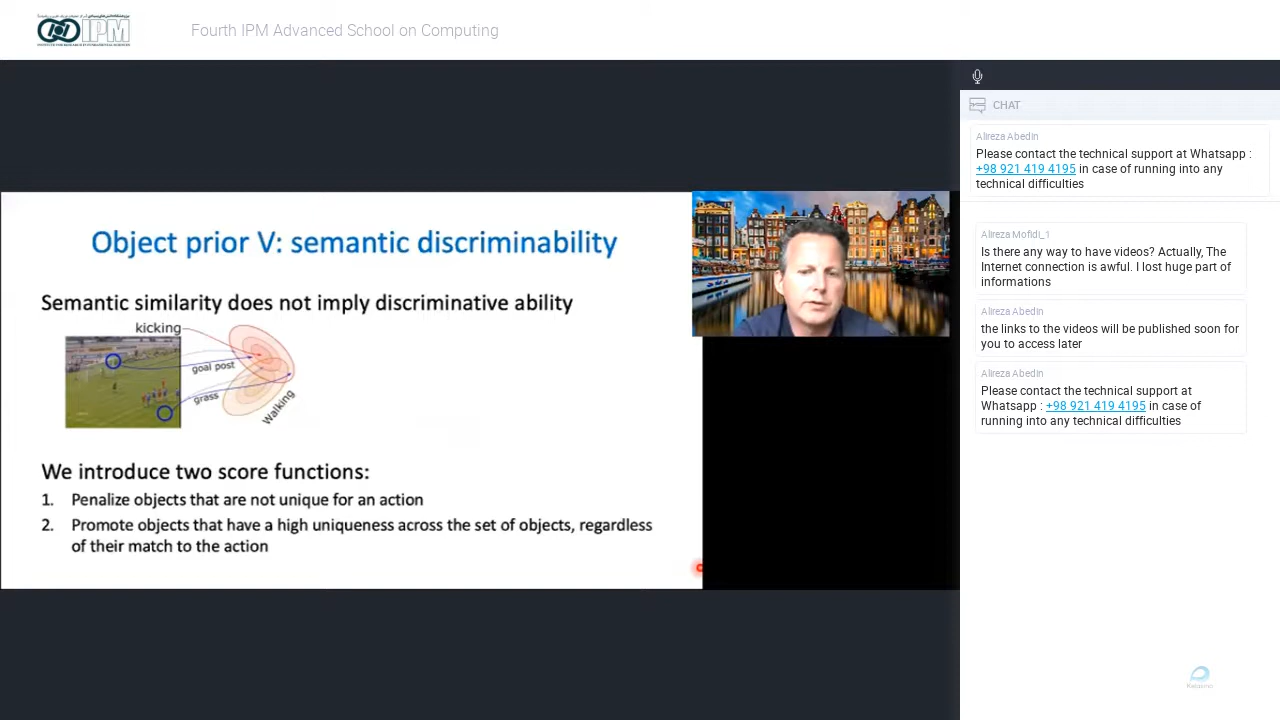 IPM
Fourth IPM Advanced School on Computing
Object prior V: semantic discriminability
Semantic similarity does not imply discriminative ability
kicking
goal post
grass
Walking
We introduce two score functions:
1. Penalize objects that are not unique for an action
2. Promote objects that have a high uniqueness across the set of objects, regardless
of their match to the action
CHAT
Alireza Abedin
Please contact the technical support at Whatsapp :
+98 921 419 4195 in case of running into any
technical difficulties
Alireza Mofidi_1
Is there any way to have videos? Actually, The
Internet connection is awful. I lost huge part of
informations
Alireza Abedin
the links to the videos will be published soon for
you to access later
Alireza Abedin
Please contact the technical support at
Whatsapp : +98 921 419 4195 in case of
running into any technical difficulties